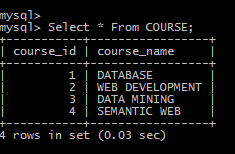 mysql>
mysql> Select * From COURSE;
+-----------+-----------------+
| course_id | course_name     |
+-----------+-----------------+
|         1 | DATABASE        |
|         2 | WEB DEVELOPMENT |
|         3 | DATA MINING     |
|         4 | SEMANTIC WEB    |
+-----------+-----------------+
4 rows in set (0.03 sec)